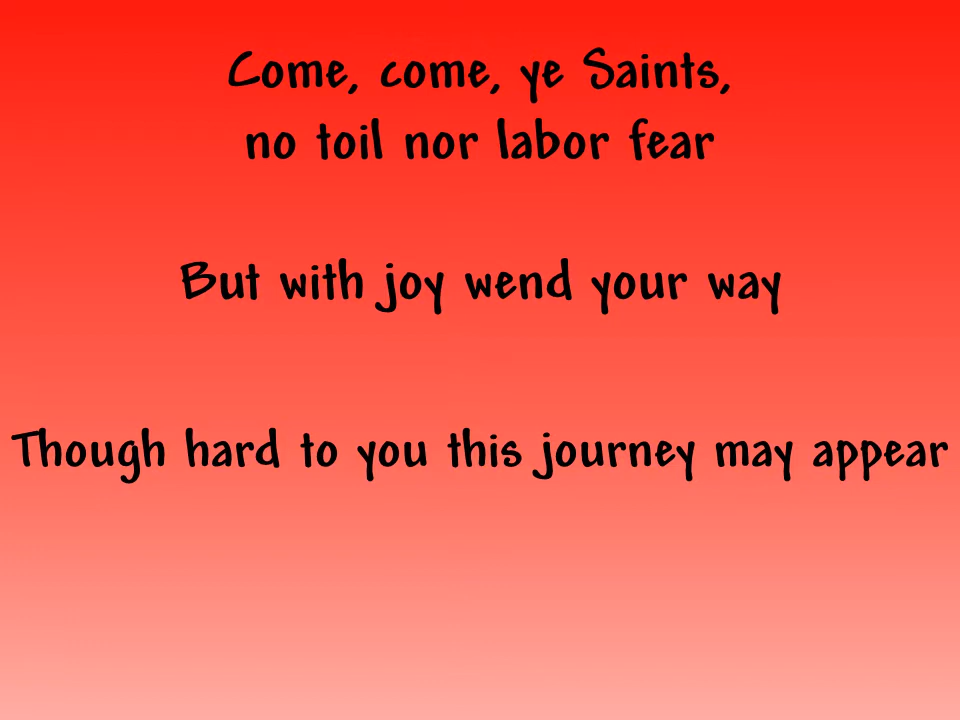 Come, come, ye Saints,
no toil nor labor fear
But with joy wend your way
Though hard to you this journey may appear